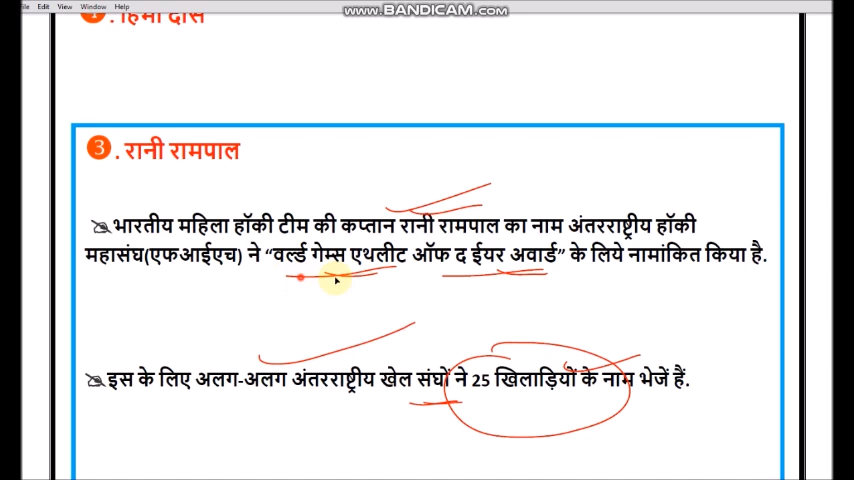 File Edit View Window Help
www.BANDICAM.com
4. हिमा दास
3. रानी रामपाल
भारतीय महिला हॉकी टीम की कप्तान रानी रामपाल का नाम अंतरराष्ट्रीय हॉकी
महासंघ(एफआईएच) ने “वर्ल्ड गेम्स एथलीट ऑफ द ईयर अवार्ड” के लिये नामांकित किया है.
इस के लिए अलग-अलग अंतरराष्ट्रीय खेल संघों ने 25 खिलाड़ियों के नाम भेजें हैं.